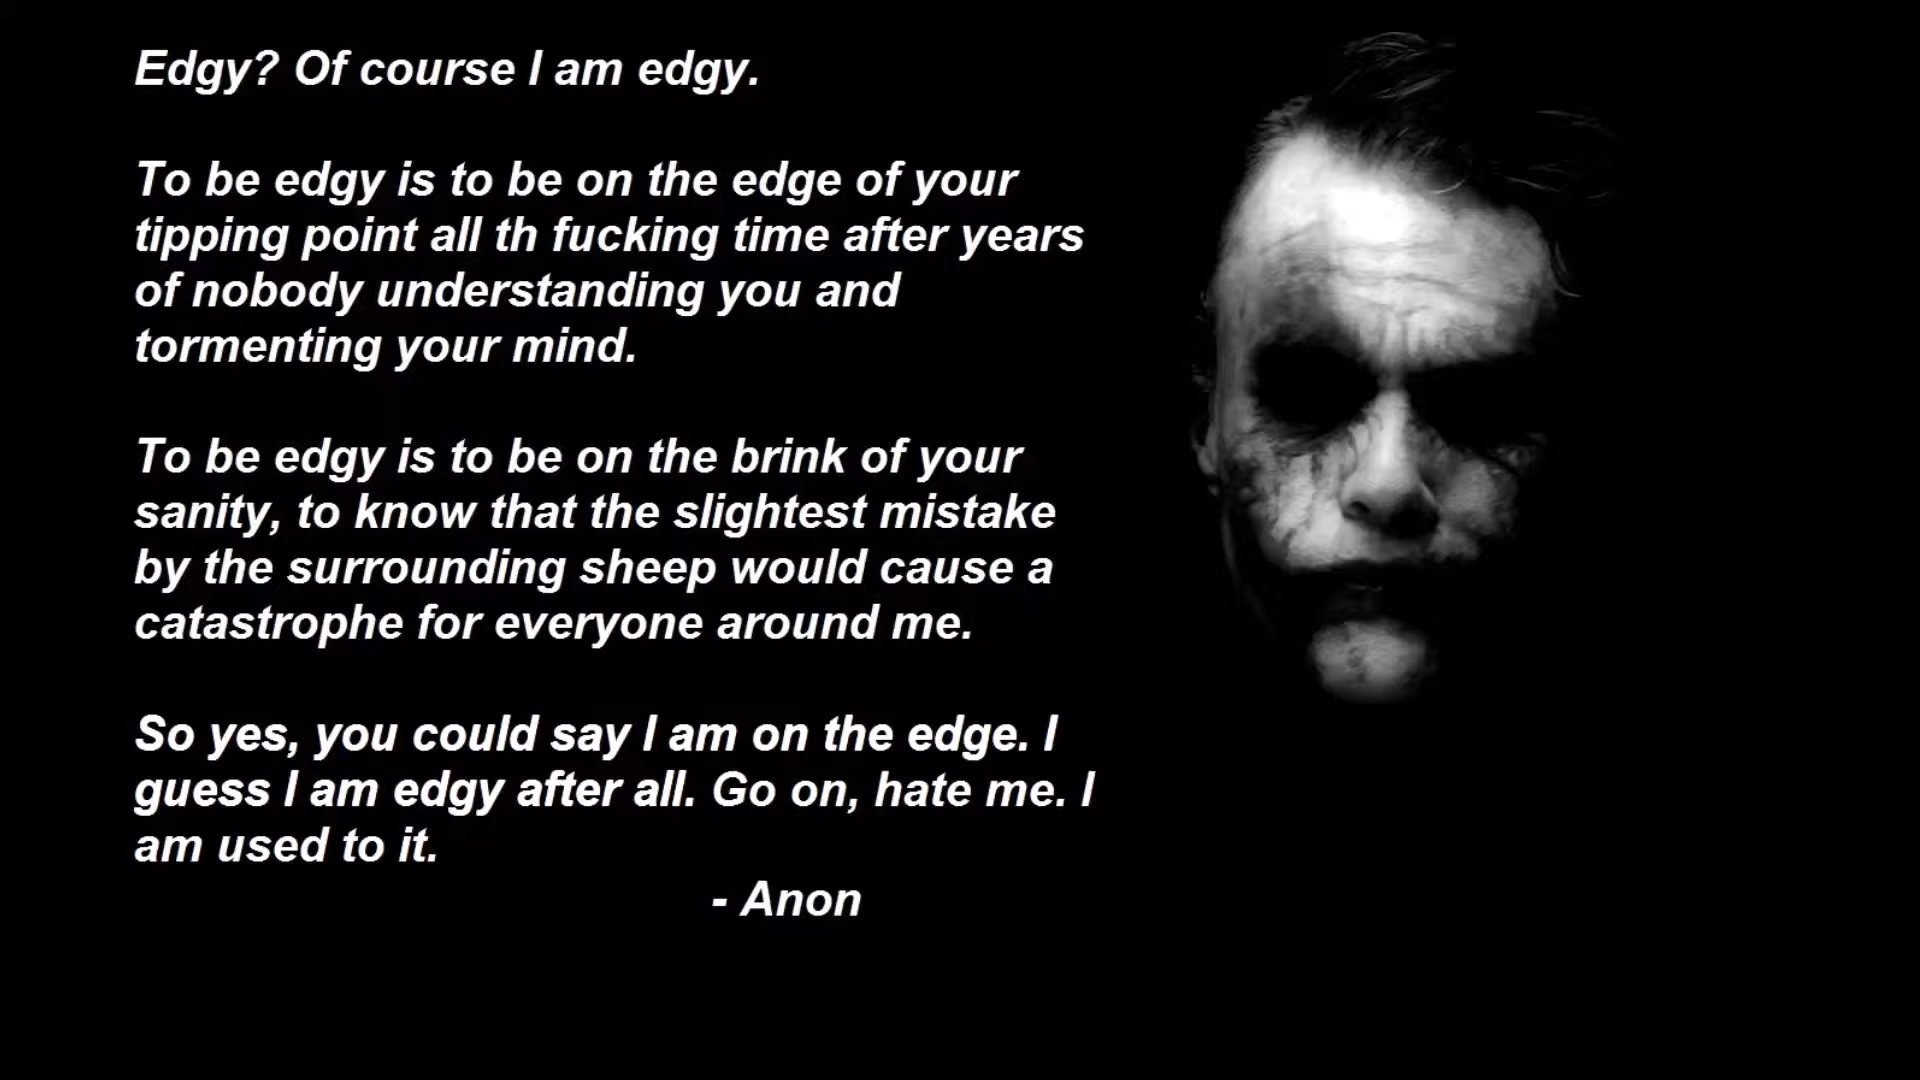 Edgy? Of course I am edgy.
To be edgy is to be on the edge of your
tipping point all th fucking time after years
of nobody understanding you and
tormenting your mind.
To be edgy is to be on the brink of your
sanity, to know that the slightest mistake
by the surrounding sheep would cause a
catastrophe for everyone around me.
So yes, you could say I am on the edge. I
guess I am edgy after all. Go on, hate me. I
am used to it.
- Anon